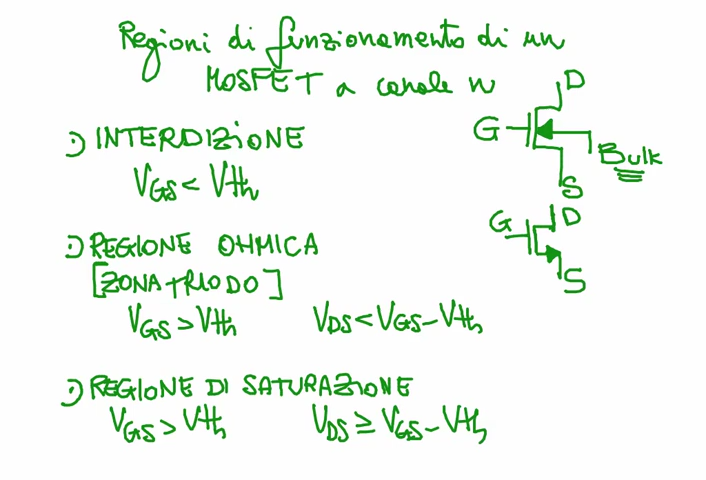 Regioni di funzionamento di un
MOSFET a canale n
D
G
Bulk
S
:) INTERDIZIONE
VGS < Vth
G
D
S
:) REGIONE OHMICA
[ZONA TRIODO]
VGS > Vth VDS < VGS - Vth
:) REGIONE DI SATURAZIONE
VGS > Vth VDS ≥ VGS - Vth